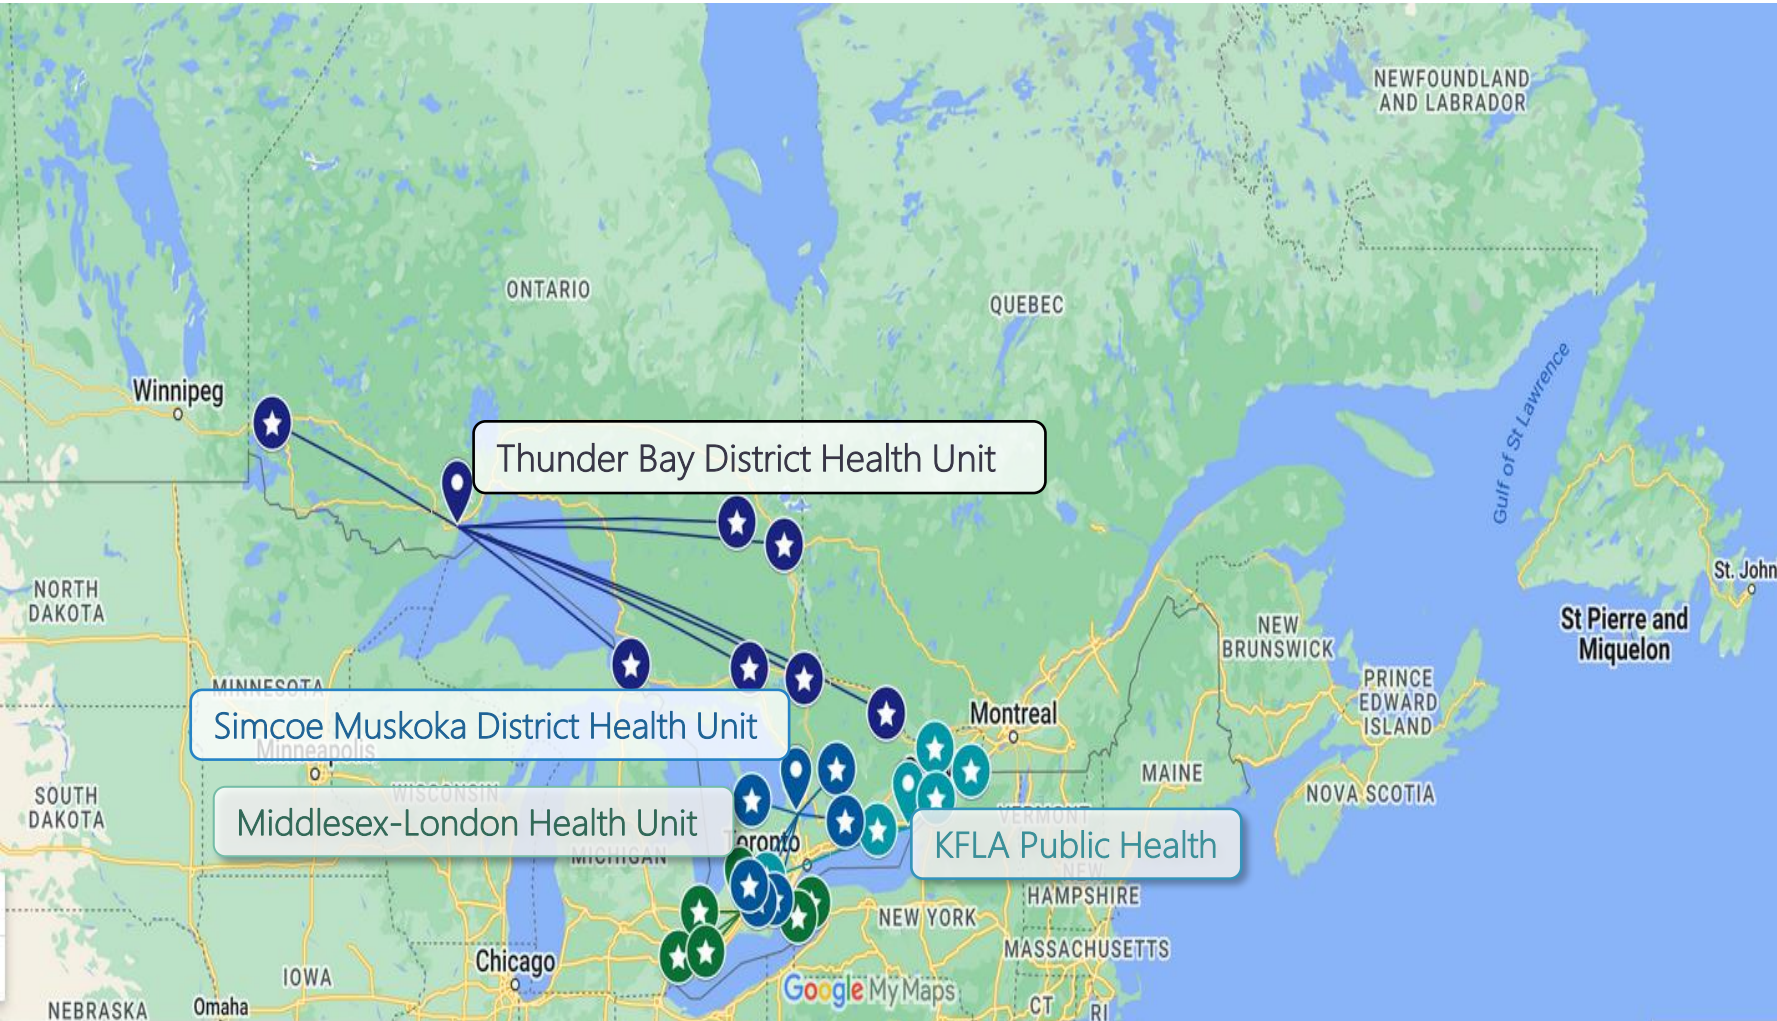 NEWFOUNDLAND
AND LABRADOR
ONTARIO
QUEBEC
Gulf of St Lawrence
Winnipeg
Thunder Bay District Health Unit
St. John
NORTH
DAKOTA
St Pierre and
Miquelon
NEW
BRUNSWICK
PRINCE
EDWARD
ISLAND
MINNESOTA
Simcoe Muskoka District Health Unit
Montreal
Minneapolis
MAINE
NOVA SCOTIA
SOUTH
DAKOTA
WISCONSIN
VERMONT
Middlesex-London Health Unit
Toronto
KFLA Public Health
MICHIGAN
NEW
HAMPSHIRE
NEW YORK
MASSACHUSETTS
Chicago
IOWA
Google My Maps
NEBRASKA
Omaha
CT
RI